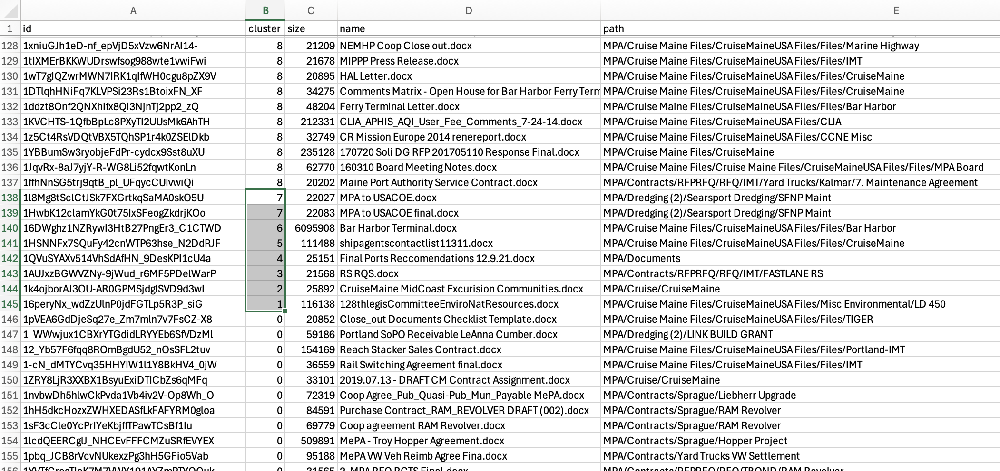 A B C D E
1 id cluster size name path
128 1xniuGJh1eD-nf_epVjD5xVzw6NrAI14- 8 21209 NEMHP Coop Close out.docx MPA/Cruise Maine Files/CruiseMaineUSA Files/Files/Marine Highway
129 1tIXMErBKKWUDrswfsog988wte1vwiFwi 8 21678 MIPPP Press Release.docx MPA/Cruise Maine Files/CruiseMaineUSA Files/Files/IMT
130 1wT7gIQZwrMWN7IRK1qIfWH0cgu8pZX9V 8 20895 HAL Letter.docx MPA/Cruise Maine Files/CruiseMaineUSA Files/Files/CruiseMaine
131 1DTlqhHNiFq7KLVPSi23Rs1BtoixFN_XF 8 34275 Comments Matrix - Open House for Bar Harbor Ferry Term MPA/Cruise Maine Files/CruiseMaineUSA Files/Files/CruiseMaine
132 1ddzt8Onf2QNXhIfx8Qi3NjnTj2pp2_zQ 8 48204 Ferry Terminal Letter.docx MPA/Cruise Maine Files/CruiseMaineUSA Files/Files/Bar Harbor
133 1KVCHTS-1QfbBpLc8PXyTI2UUsMk6AhTH 8 212331 CLIA_APHIS_AQI_User_Fee_Comments_7-24-14.docx MPA/Cruise Maine Files/CruiseMaineUSA Files/CLIA
134 1z5Ct4RsVDQtVBX5TQhSP1r4k0ZSElDkb 8 32749 CR Mission Europe 2014 renereport.docx MPA/Cruise Maine Files/CruiseMaineUSA Files/CCNE Misc
135 1YBBumSw3ryobjeFdPr-cydcx9Sst8uXU 8 235128 170720 Soli DG RFP 201705110 Response Final.docx MPA/Cruise Maine Files/CruiseMaine
136 1JqvRx-8aJ7yjY-R-WG8Li52fqwtKonLn 8 62770 160310 Board Meeting Notes.docx MPA/Cruise Maine Files/Cruise Maine Files/CruiseMaineUSA Files/Files/MPA Board
137 1ffhNnSG5trj9qtB_pl_UFqycCUIvwiQi 8 20202 Maine Port Authority Service Contract.docx MPA/Contracts/RFPRFQ/RFQ/IMT/Yard Trucks/Kalmar/7. Maintenance Agreement
138 1l8Mg8tSclCtJSk7FXGrtkqSaMA0skO5U 7 22027 MPA to USACOE.docx MPA/Dredging (2)/Searsport Dredging/SFNP Maint
139 1HwbK12clamYkG0t75IxSFeogZkdrjKOo 7 22083 MPA to USACOE final.docx MPA/Dredging (2)/Searsport Dredging/SFNP Maint
140 16DWghz1NZRywI3HtB27PngEr3_C1CTWD 6 6095908 Bar Harbor Terminal.docx MPA/Cruise Maine Files/CruiseMaineUSA Files/Files/Bar Harbor
141 1HSNNFx7SQuFy42cnWTP63hse_N2DdRJF 5 111488 shipagentscontactlist11311.docx MPA/Cruise Maine Files/CruiseMaineUSA Files/Files/CruiseMaine
142 1QVuSYAXv514VhSdAfHN_9DesKPI1cU4a 4 25151 Final Ports Reccomendations 12.9.21.docx MPA/Documents
143 1AUJxzBGWVZNy-9jWud_r6MF5PDelWarP 3 21568 RS RQS.docx MPA/Contracts/RFPRFQ/RFQ/IMT/FASTLANE RS
144 1k4ojborAJ3OU-AR0GPMSjdgISVD9d3wI 2 25892 CruiseMaine MidCoast Excurision Communities.docx MPA/Cruise/CruiseMaine
145 16peryNx_wdZzUlnP0jdFGTLp5R3P_siG 1 116138 128thlegisCommitteeEnviroNatResources.docx MPA/Cruise Maine Files/CruiseMaineUSA Files/Misc Environmental/LD 450
146 1pVEA6GdDjeSq27e_Zm7mln7v7FsCZ-X8 0 20852 Close_out Documents Checklist Template.docx MPA/Cruise Maine Files/CruiseMaineUSA Files/Files/TIGER
147 1_WWwjux1CBXrYTGdidLRYYEb6SfVDzMl 0 59186 Portland SoPO Receivable LeAnna Cumber.docx MPA/Dredging (2)/LINK BUILD GRANT
148 12_Yb57F6fqq8ROmBgdU52_nOsSFL2tuv 0 154169 Reach Stacker Sales Contract.docx MPA/Cruise Maine Files/CruiseMaineUSA Files/Files/Portland-IMT
149 1-cN_dMTYCvq35HHYIW1l1Y8BkHV4_0jW 0 36559 Rail Switching Agreement final.docx MPA/Cruise Maine Files/CruiseMaineUSA Files/Files/IMT
150 1ZRY8LjR3XXBX1BsyuExiDTICbZs6qMFq 0 33101 2019.07.13 - DRAFT CM Contract Assignment.docx MPA/Cruise/CruiseMaine
151 1nvbwDh5hlwCkPvda1Vb4iv2V-Op8Wh_O 0 72319 Coop Agree_Pub_Quasi-Pub_Mun_Payable MePA.docx MPA/Contracts/Sprague/Liebherr Upgrade
152 1hH5dkcHozxZWHXEDASfLkFAFYRM0gloa 0 84591 Purchase Contract_RAM_REVOLVER DRAFT (002).docx MPA/Contracts/Sprague/RAM Revolver
153 1sF3cCle0YcPrIYeKbjffTPawTCsBf1Iu 0 69779 Coop agreement RAM Revolver.docx MPA/Contracts/Sprague/RAM Revolver
154 1lcdQEERCgIJ_NHCEvFFFCMZuSRfEVYEX 0 509891 MePA - Troy Hopper Agreement.docx MPA/Contracts/Sprague/Hopper Project
155 1pbq_JCB8rVcvNUkexzPg3hH5GFio5Vab 0 95188 MePA VW Veh Reimb Agree Fina.docx MPA/Contracts/Yard Trucks VW Settlement